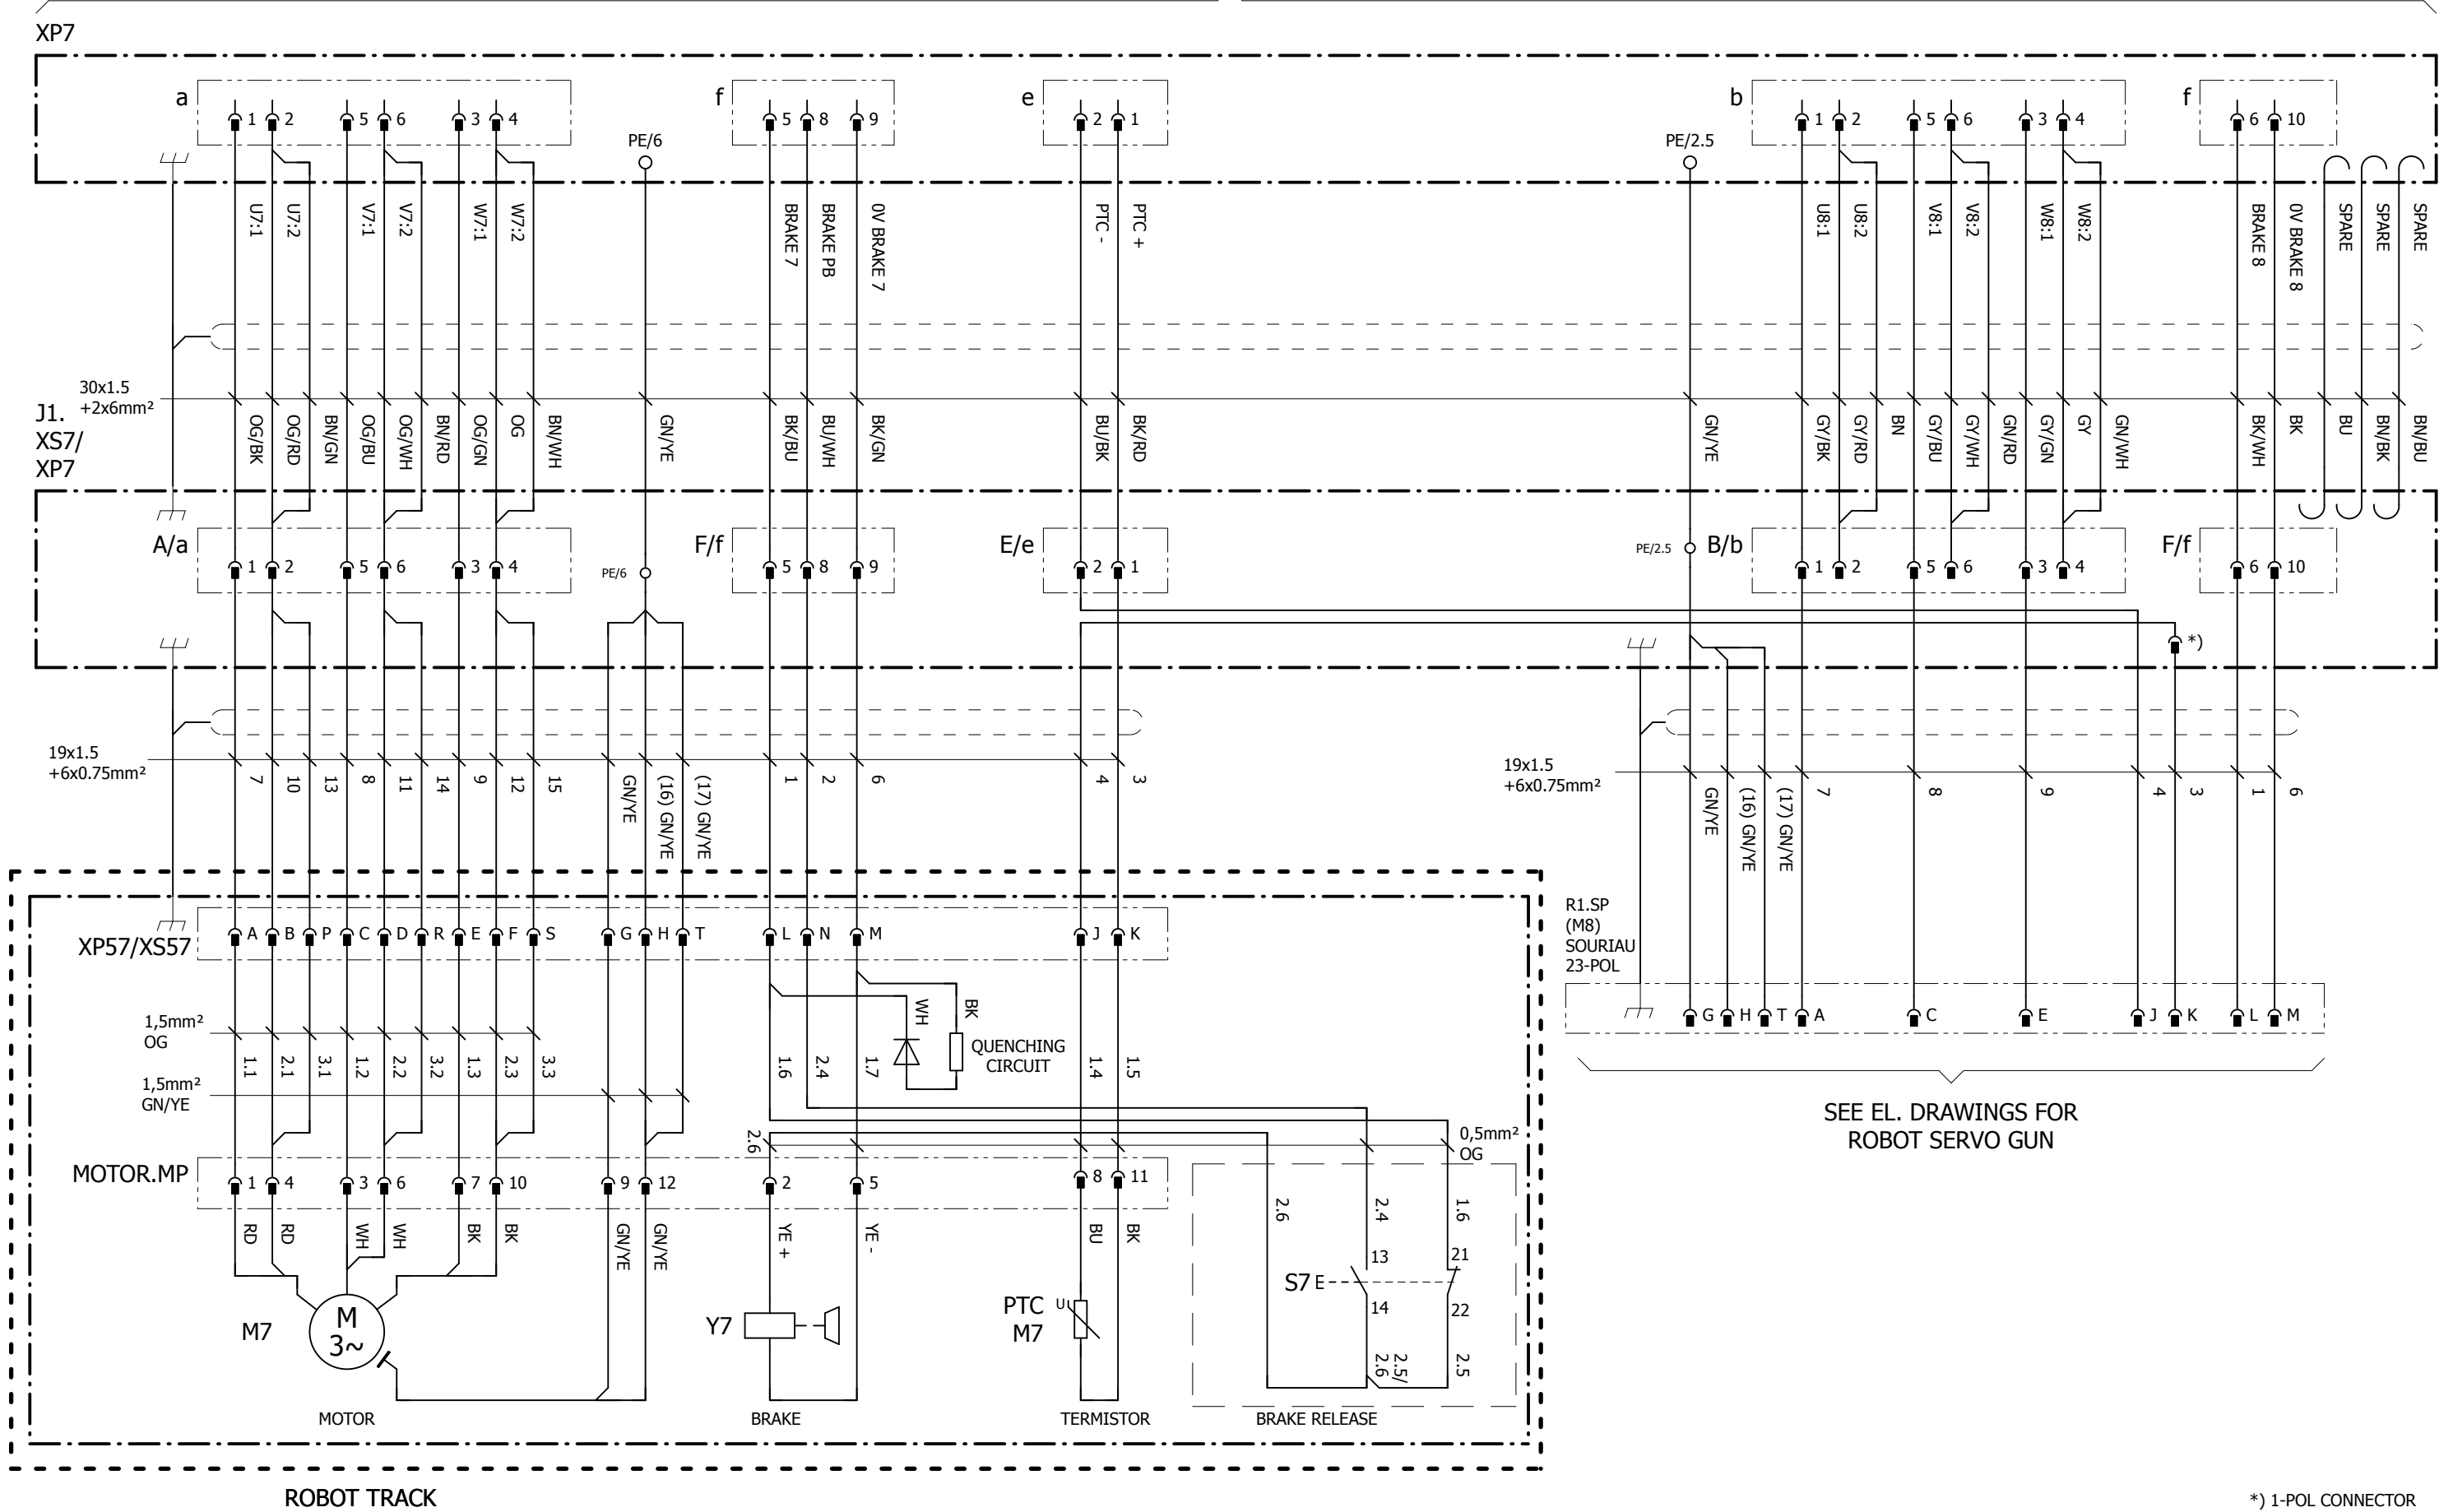 XP7
a
1 2 5 6 3 4
f
5 8 9
e
2 1
b
1 2 5 6 3 4
f
6 10
PE/6
PE/2.5
U7:1
U7:2
V7:1
V7:2
W7:1
W7:2
BRAKE 7
BRAKE PB
0V BRAKE 7
PTC -
PTC +
U8:1
U8:2
V8:1
V8:2
W8:1
W8:2
BRAKE 8
0V BRAKE 8
SPARE
SPARE
SPARE
30x1.5
+2x6mm²
J1.
XS7/
XP7
OG/BK
OG/RD
BN/GN
OG/BU
OG/WH
BN/RD
OG/GN
OG
BN/WH
GN/YE
BK/BU
BU/WH
BK/GN
BU/BK
BK/RD
GN/YE
GY/BK
GY/RD
BN
GY/BU
GY/WH
GN/RD
GY/GN
GY
GN/WH
BK/WH
BK
BU
BN/BK
BN/BU
A/a
1 2 5 6 3 4
PE/6
F/f
5 8 9
E/e
2 1
PE/2.5
B/b
1 2 5 6 3 4
F/f
6 10
*)
19x1.5
+6x0.75mm²
7
10
13
8
11
14
9
12
15
GN/YE
(16) GN/YE
(17) GN/YE
1
2
6
4
3
19x1.5
+6x0.75mm²
GN/YE
(16) GN/YE
(17) GN/YE
7
8
9
4
3
1
6
XP57/XS57
A B P C D R E F S G H T L N M J K
R1.SP
(M8)
SOURIAU
23-POL
G H T A C E J K L M
1,5mm²
OG
1.1
2.1
3.1
1.2
2.2
3.2
1.3
2.3
3.3
1.6
2.4
1.7
WH
BK
QUENCHING
CIRCUIT
1.4
1.5
1,5mm²
GN/YE
SEE EL. DRAWINGS FOR
ROBOT SERVO GUN
2.6
0,5mm²
OG
MOTOR.MP
1 4 3 6 7 10 9 12 2 5 8 11
RD
RD
WH
WH
BK
BK
GN/YE
GN/YE
YE +
YE -
BU
BK
2.6
2.4
1.6
13
21
S7
14
22
2.6
2.5/
2.5
M7
M
3~
Y7
PTC
M7
U
MOTOR
BRAKE
TERMISTOR
BRAKE RELEASE
ROBOT TRACK
*) 1-POL CONNECTOR